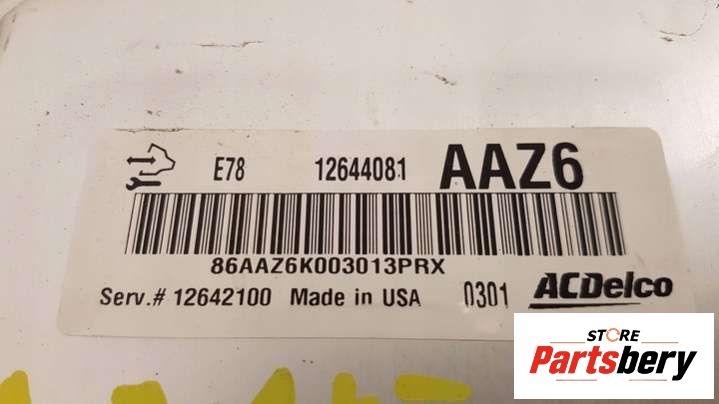 E78 12644081 AAZ6
86AAZ6K003013PRX
Serv.# 12642100 Made in USA 0301 ACDelco
STORE
Partsbery